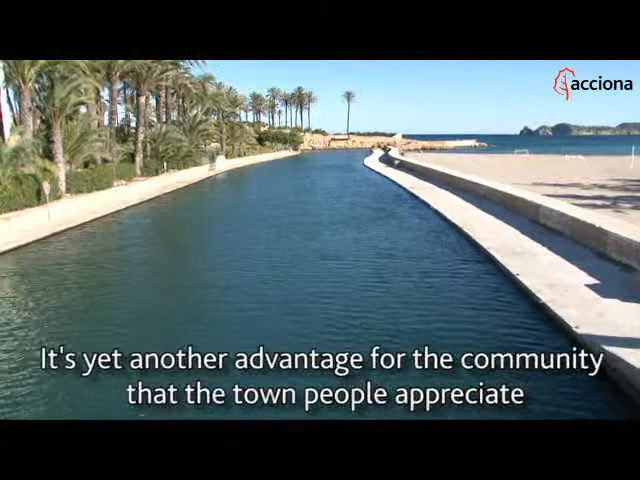 acciona
It's yet another advantage for the community
that the town people appreciate